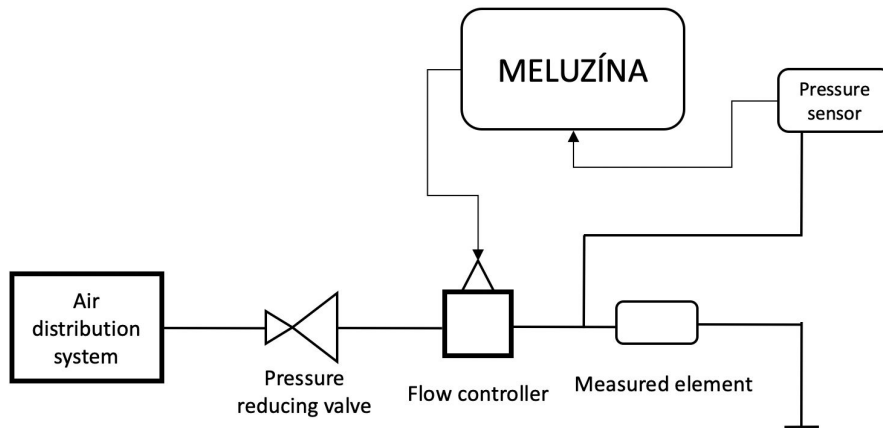 MELUZÍNA
Pressure
sensor
Air
distribution
system
Pressure
reducing valve
Flow controller
Measured element